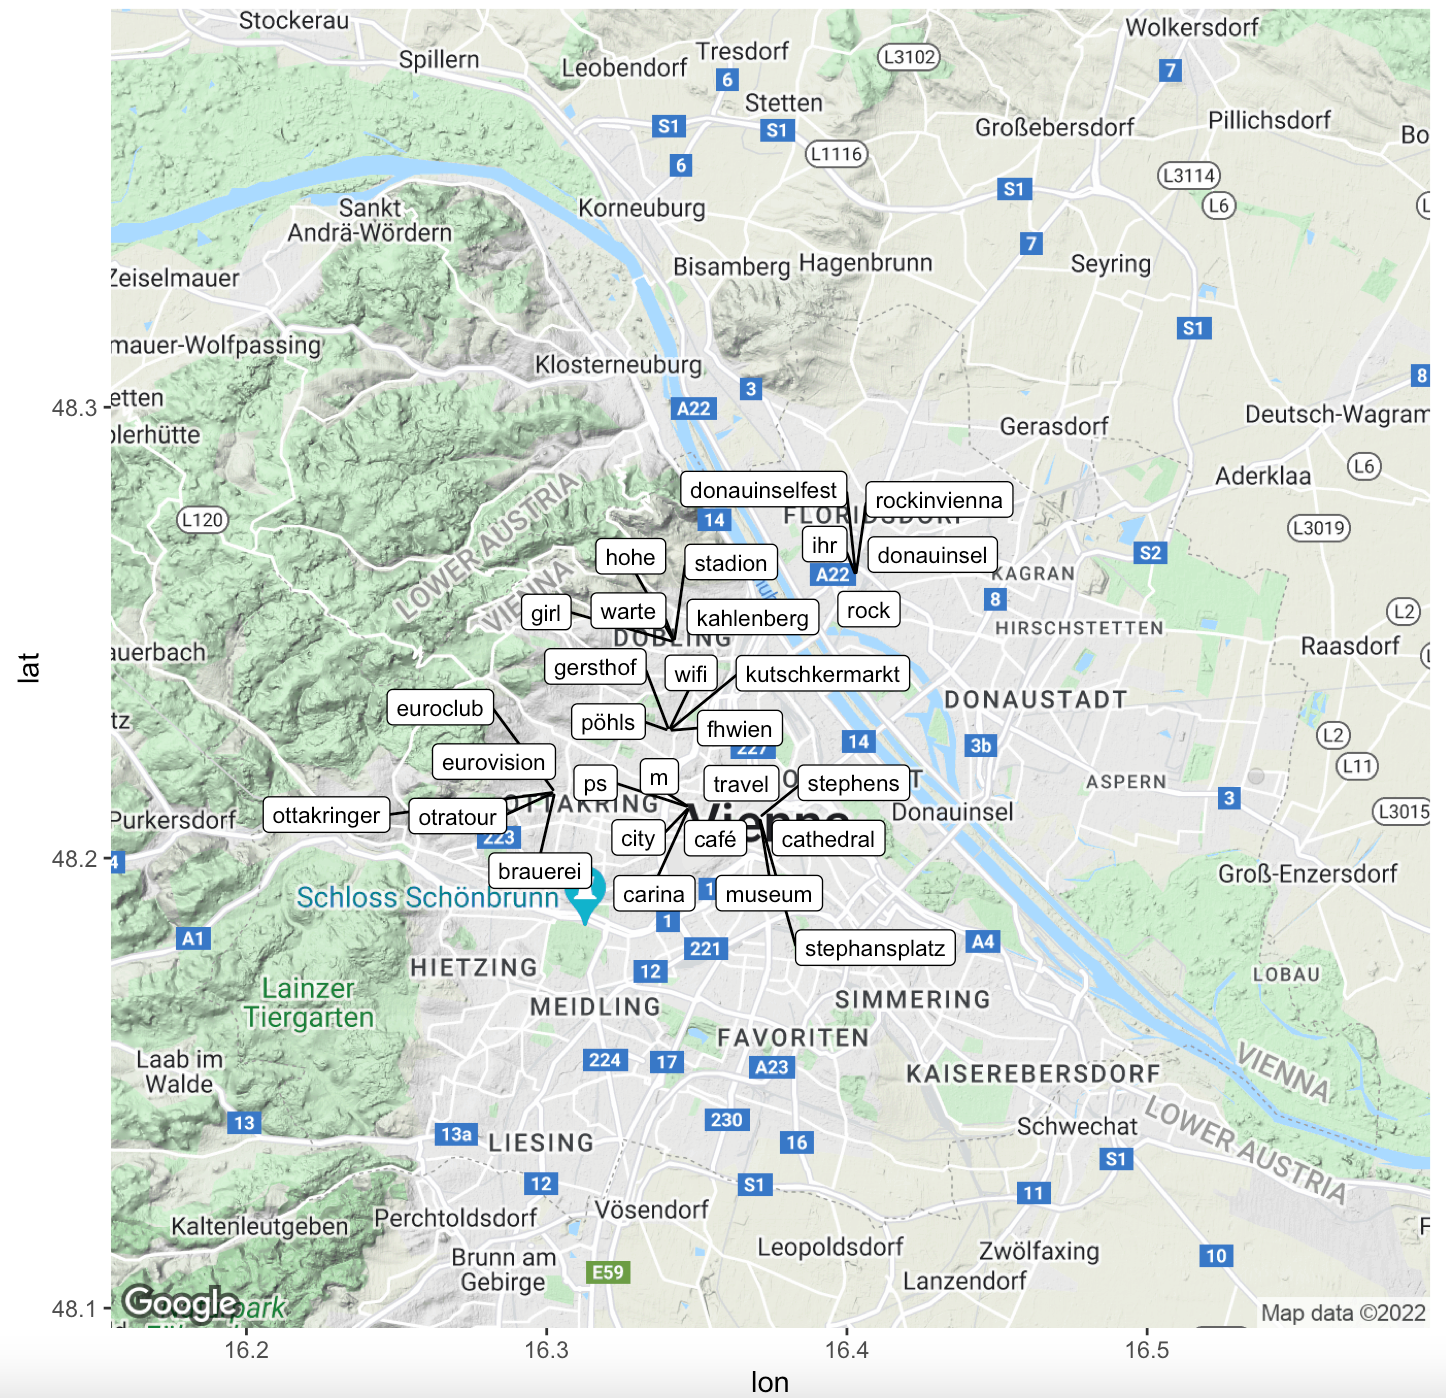 Stockerau
Wolkersdorf
Spillern
Tresdorf
Leobendorf
L3102
6
7
Stetten
S1
S1
Großebersdorf
Pillichsdorf
Bo
L1116
6
L3114
S1
L6
Sankt
Andrä-Wördern
Korneuburg
7
Bisamberg
Hagenbrunn
Seyring
Zeiselmauer
S1
mauer-Wolfpassing
Klosterneuburg
3
8
etten
48.3
A22
Deutsch-Wagram
Gerasdorf
L6
Aderklaa
LOWER AUSTRIA
VIENNA
donauinselfest
rockinvienna
L120
14
FLORIDSDORF
L3019
ihr
donauinsel
S2
hohe
stadion
A22
KAGRAN
8
girl
warte
kahlenberg
rock
L2
HIRSCHSTETTEN
DÖBLING
Raasdorf
auerbach
gersthof
wifi
kutschkermarkt
DONAUSTADT
euroclub
tz
pöhls
fhwien
227
14
3b
L2
L11
eurovision
ps
m
travel
stephens
ASPERN
3
lat
ottakringer
otratour
OTTAKRING
Vienna
Donauinsel
L3015
Purkersdorf
223
city
café
cathedral
48.2
4
brauerei
Groß-Enzersdorf
Schloss Schönbrunn
carina
1
museum
1
A1
221
stephansplatz
A4
HIETZING
12
LOBAU
Lainzer
Tiergarten
MEIDLING
SIMMERING
FAVORITEN
Laab im
Walde
224
17
A23
KAISEREBERSDORF
VIENNA
LOWER AUSTRIA
13
13a
LIESING
230
16
Schwechat
S1
12
S1
11
Kaltenleutgeben
Perchtoldsdorf
Vösendorf
Brunn am
Gebirge
Leopoldsdorf
Zwölfaxing
10
E59
Lanzendorf
48.1
Google
park
Map data ©2022
16.2
16.3
16.4
16.5
lon